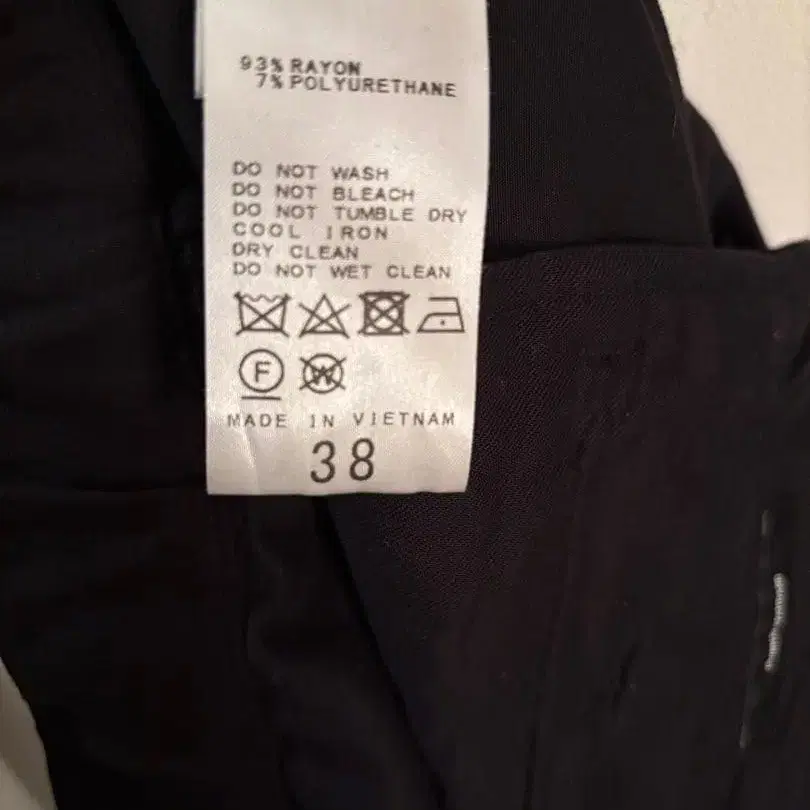 93% RAYON
7% POLYURETHANE
DO NOT WASH
DO NOT BLEACH
DO NOT TUMBLE DRY
COOL IRON
DRY CLEAN
DO NOT WET CLEAN
F W
MADE IN VIETNAM
38